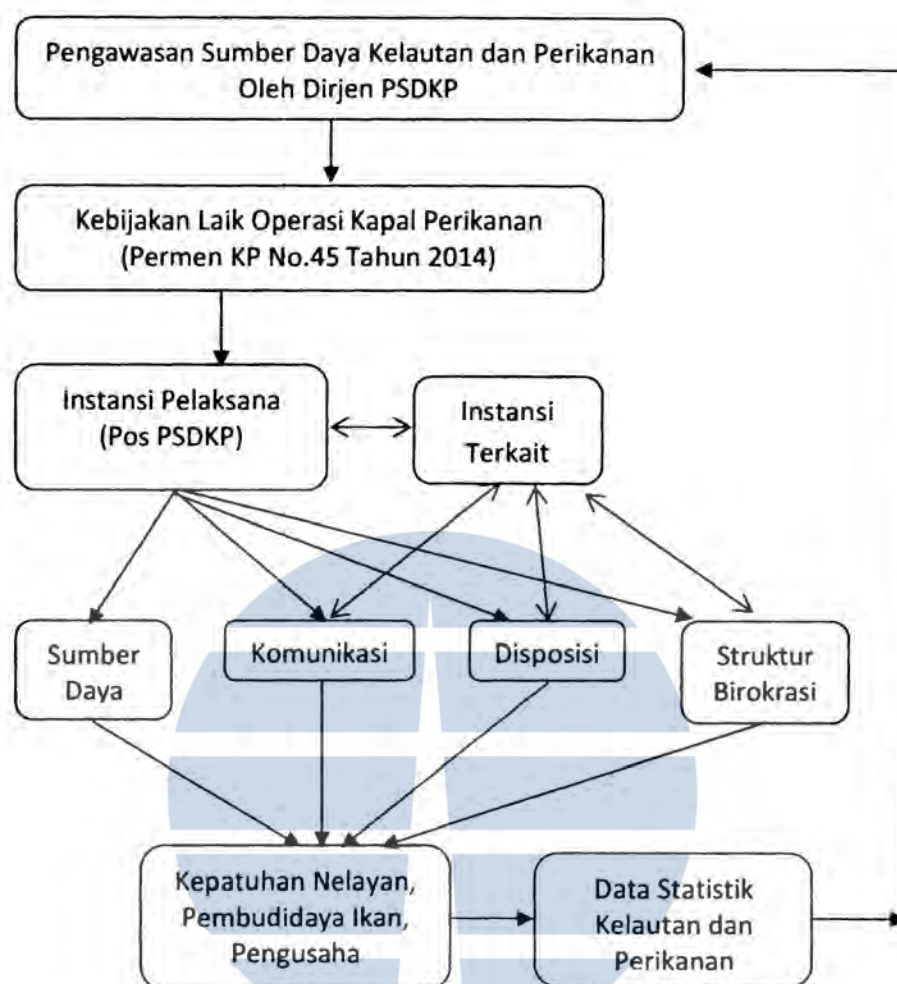 Pengawasan Sumber Daya Kelautan dan Perikanan
Oleh Dirjen PSDKP
Kebijakan Laik Operasi Kapal Perikanan
(Permen KP No.45 Tahun 2014)
Instansi Pelaksana
(Pos PSDKP)
Instansi
Terkait
Sumber
Daya
Komunikasi
Disposisi
Struktur
Birokrasi
Kepatuhan Nelayan,
Pembudidaya Ikan,
Pengusaha
Data Statistik
Kelautan dan
Perikanan